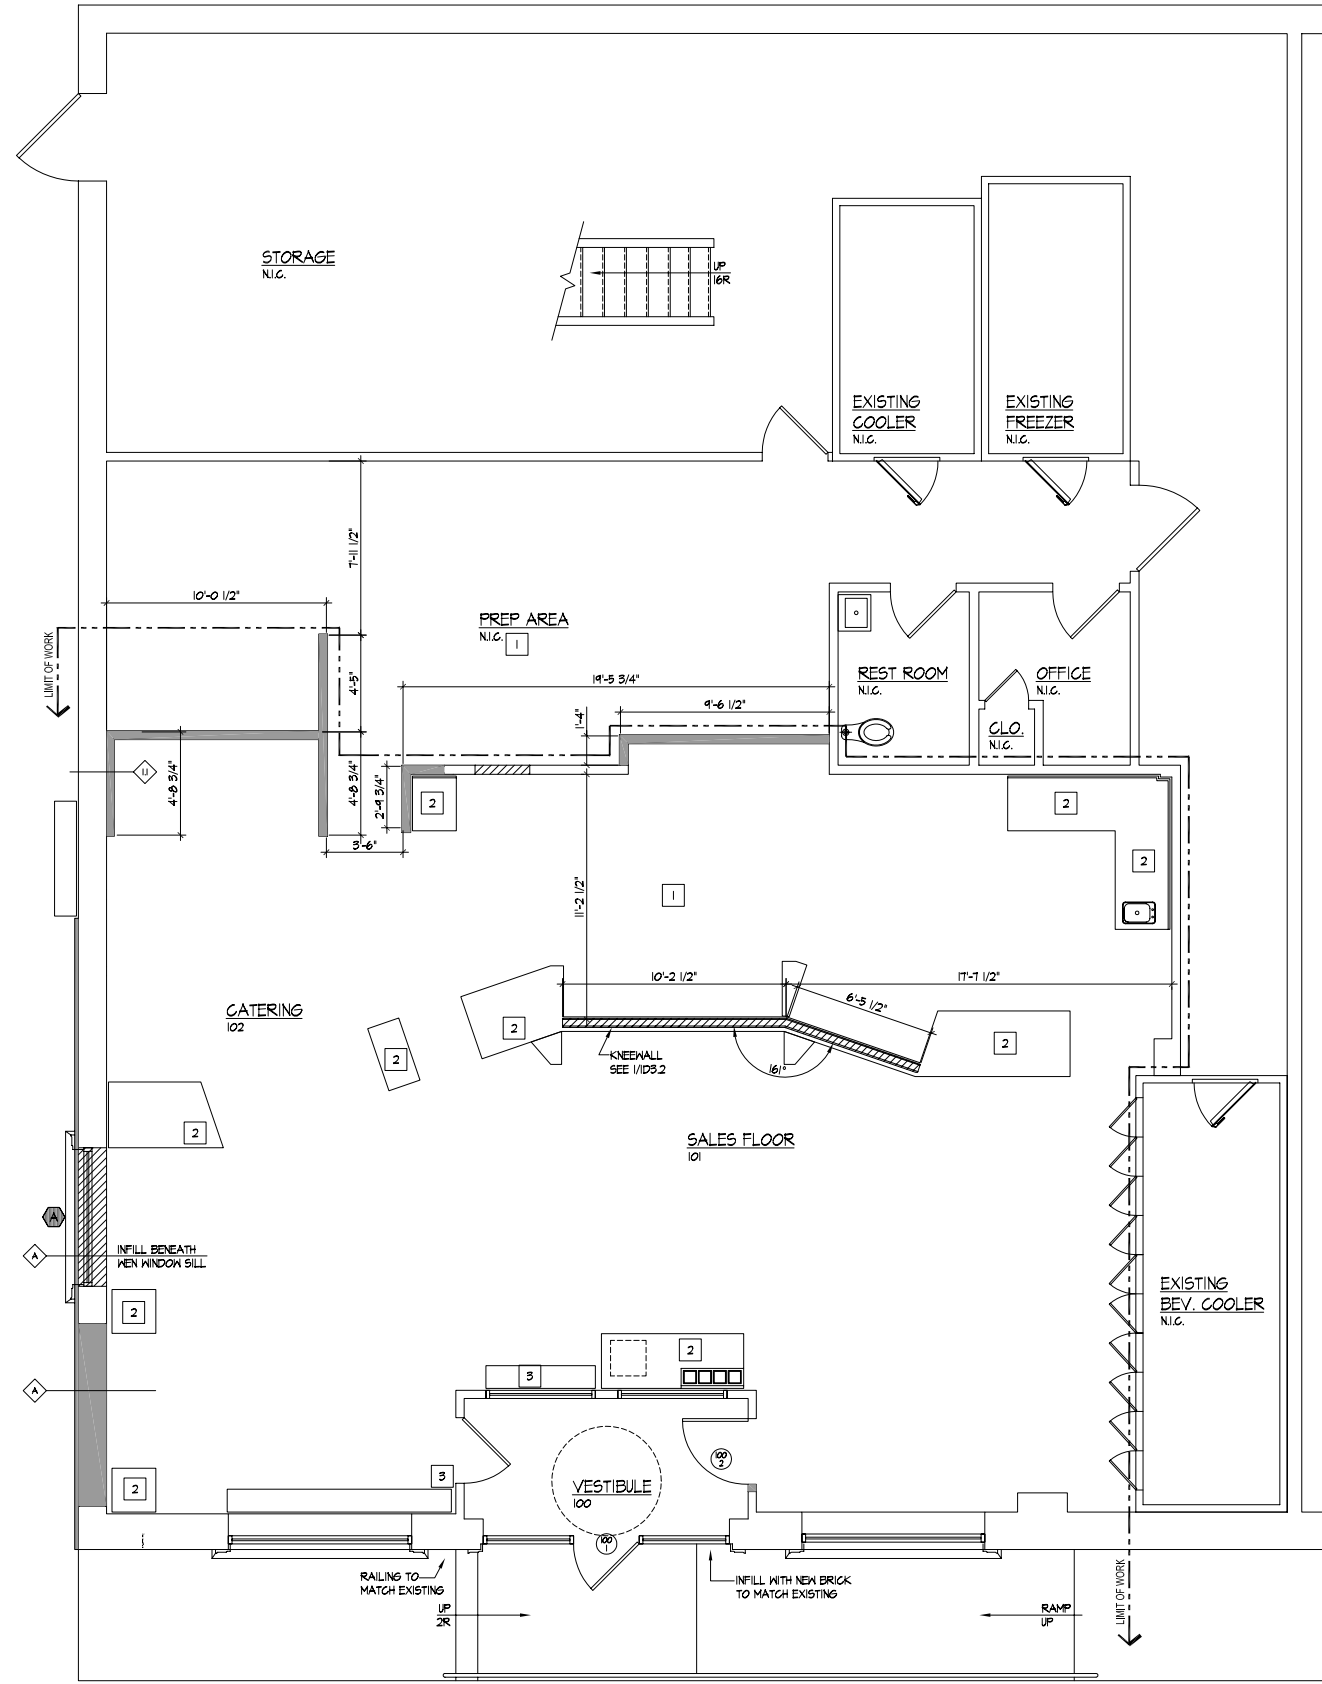 STORAGE
N.I.C.
UP
16R
EXISTING
COOLER
N.I.C.
EXISTING
FREEZER
N.I.C.
7'-11 1/2"
10'-0 1/2"
PREP AREA
N.I.C.
1
LIMIT OF WORK
4'-5"
19'-5 3/4"
9'-6 1/2"
1'-4"
REST ROOM
N.I.C.
OFFICE
N.I.C.
CLO.
N.I.C.
4'-8 3/4"
4'-8 3/4"
2'-9 3/4"
3'-6"
2
2
2
11'-2 1/2"
1
10'-2 1/2"
17'-7 1/2"
6'-5 1/2"
CATERING
102
2
2
2
KNEEWALL
SEE 1/ID3.2
161°
2
SALES FLOOR
101
A
A
INFILL BENEATH
WEN WINDOW SILL
EXISTING
BEV. COOLER
N.I.C.
2
2
3
A
100
2
3
2
VESTIBULE
100
100
1
RAILING TO
MATCH EXISTING
INFILL WITH NEW BRICK
TO MATCH EXISTING
UP
2R
RAMP
UP
LIMIT OF WORK